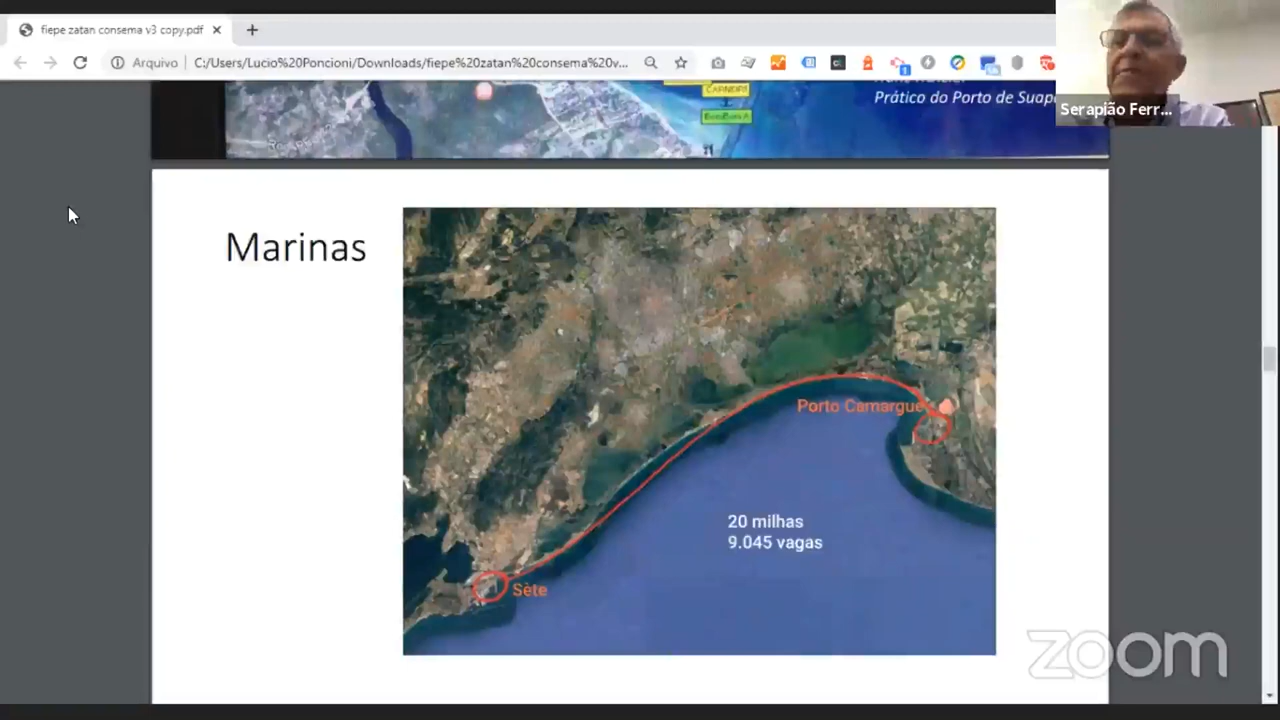 fiepe zatan consema v3 copy.pdf
Arquivo
C:/Users/Lucio%20Poncioni/Downloads/fiepe%20zatan%20consema%20v...
Prático do Porto de Suap
Serapião Ferr...
Marinas
Porto Camargue
20 milhas
9.045 vagas
Sète
zoom